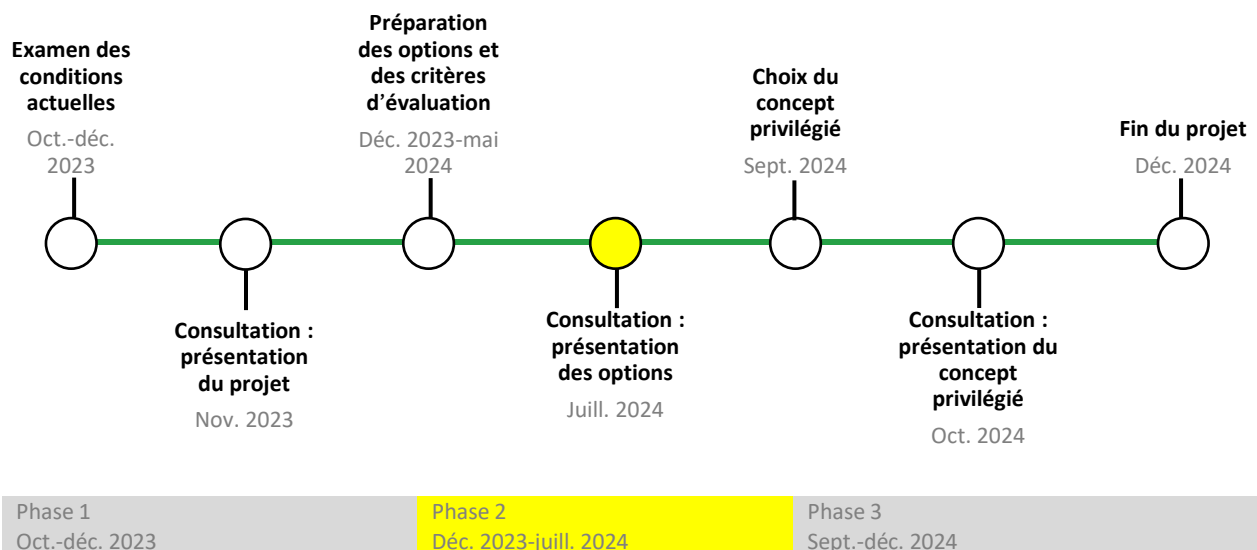 Examen des
conditions
actuelles
Oct.-déc.
2023
Consultation :
présentation
du projet
Nov. 2023
Préparation
des options et
des critères
d’évaluation
Déc. 2023-mai
2024
Consultation :
présentation
des options
Juill. 2024
Choix du
concept
privilégié
Sept. 2024
Consultation :
présentation du
concept
privilégié
Oct. 2024
Fin du projet
Déc. 2024
Phase 1
Oct.-déc. 2023
Phase 2
Déc. 2023-juill. 2024
Phase 3
Sept.-déc. 2024